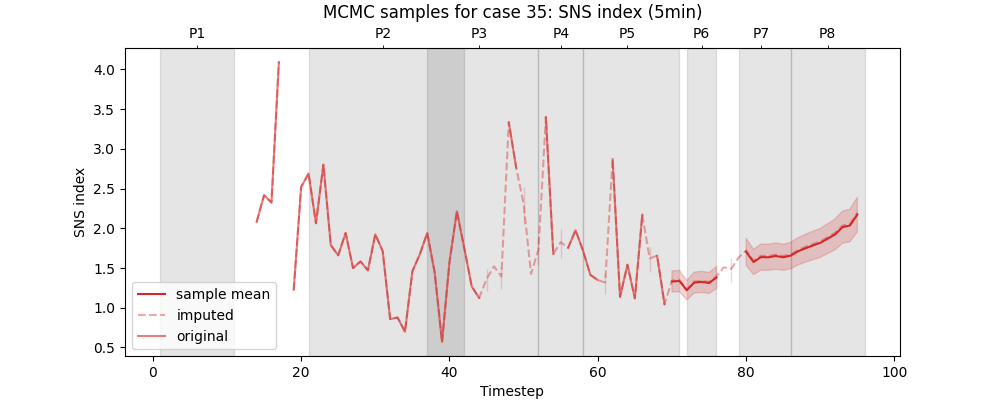 MCMC samples for case 35: SNS index (5min)
P1 P2 P3 P4 P5 P6 P7 P8
4.0
3.5
3.0
2.5
2.0
1.5
1.0
0.5
SNS index
sample mean
imputed
original
0 20 40 60 80 100
Timestep